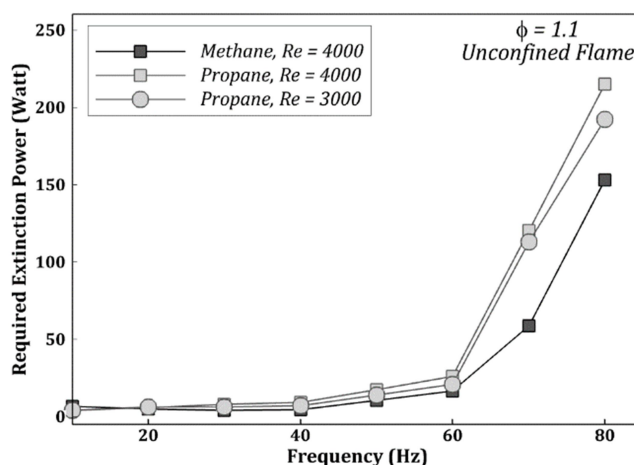 250
200
150
100
50
0
Required Extinction Power (Watt)
Methane, Re = 4000
Propane, Re = 4000
Propane, Re = 3000
ϕ = 1.1
Unconfined Flame
20
40
60
80
Frequency (Hz)